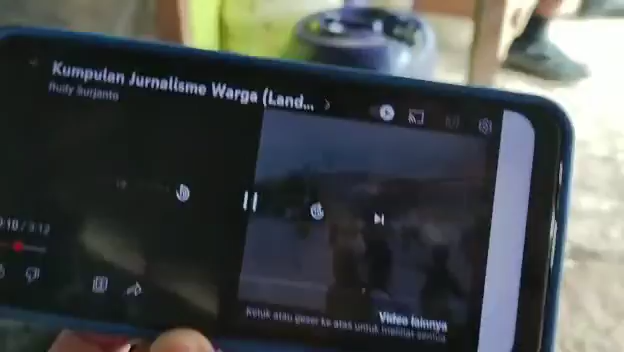 Kumpulan Jurnalisme Warga (Land...
Rudy Surjanto
0:10 / 3:12
Video lainnya
Ketuk atau geser ke atas untuk melihat semua